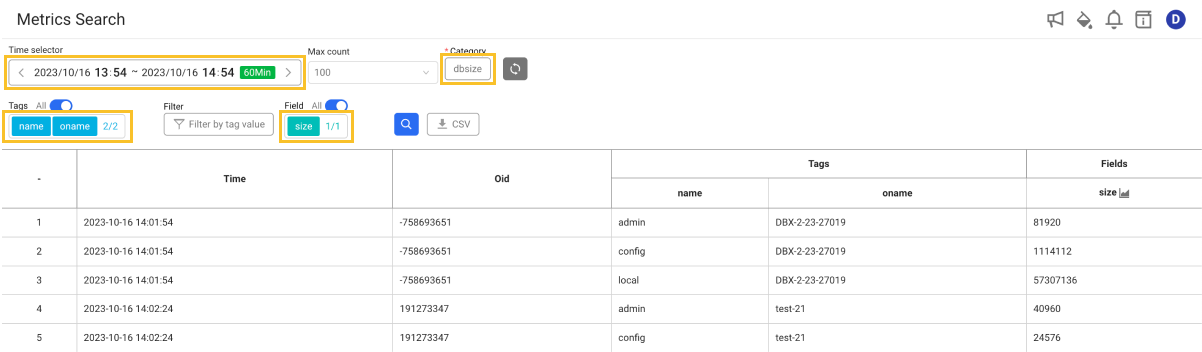 Metrics Search
D
Time selector
Max count
* Category
2023/10/16 13:54 ~ 2023/10/16 14:54 60Min
100
dbsize
Tags All
Filter
Field All
name oname 2/2
Filter by tag value
size 1/1
CSV
- Time Oid Tags Fields
name oname size
1 2023-10-16 14:01:54 -758693651 admin DBX-2-23-27019 81920
2 2023-10-16 14:01:54 -758693651 config DBX-2-23-27019 1114112
3 2023-10-16 14:01:54 -758693651 local DBX-2-23-27019 57307136
4 2023-10-16 14:02:24 191273347 admin test-21 40960
5 2023-10-16 14:02:24 191273347 config test-21 24576